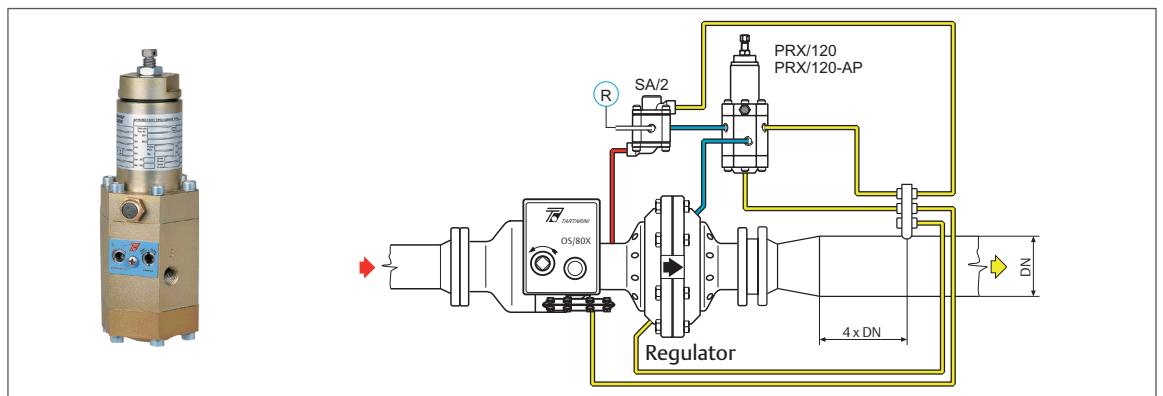 PRX/120
PRX/120-AP
SA/2
R
TARTARINI
OS/80X
Regulator
4 x DN
DN